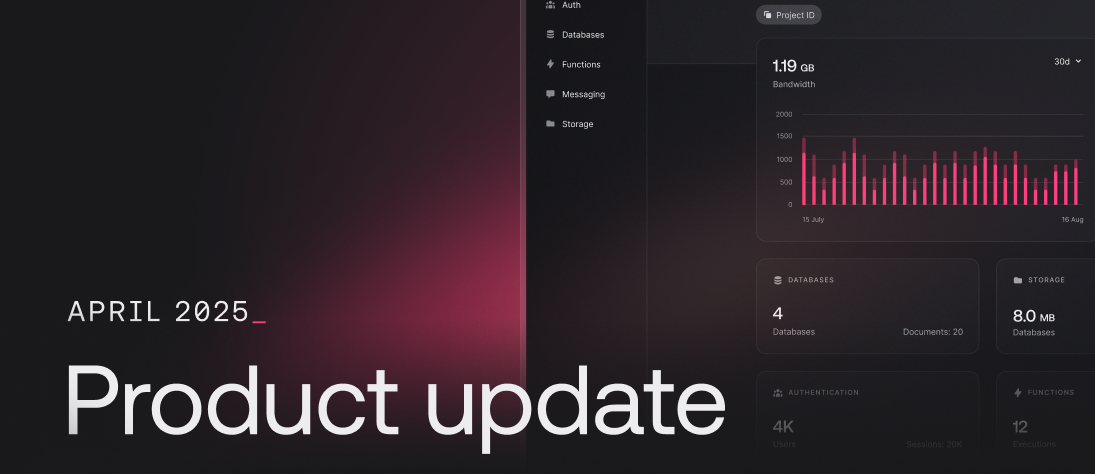 APRIL 2025_
Product update
Auth
Databases
Functions
Messaging
Storage
Project ID
1.19 GB
30d
Bandwidth
2000
1500
1000
500
0
15 July
16 Aug
DATABASES
4
Databases
Documents: 20
STORAGE
8.0 MB
Databases
AUTHENTICATION
4K
Users
Sessions: 20K
FUNCTIONS
12
Executions